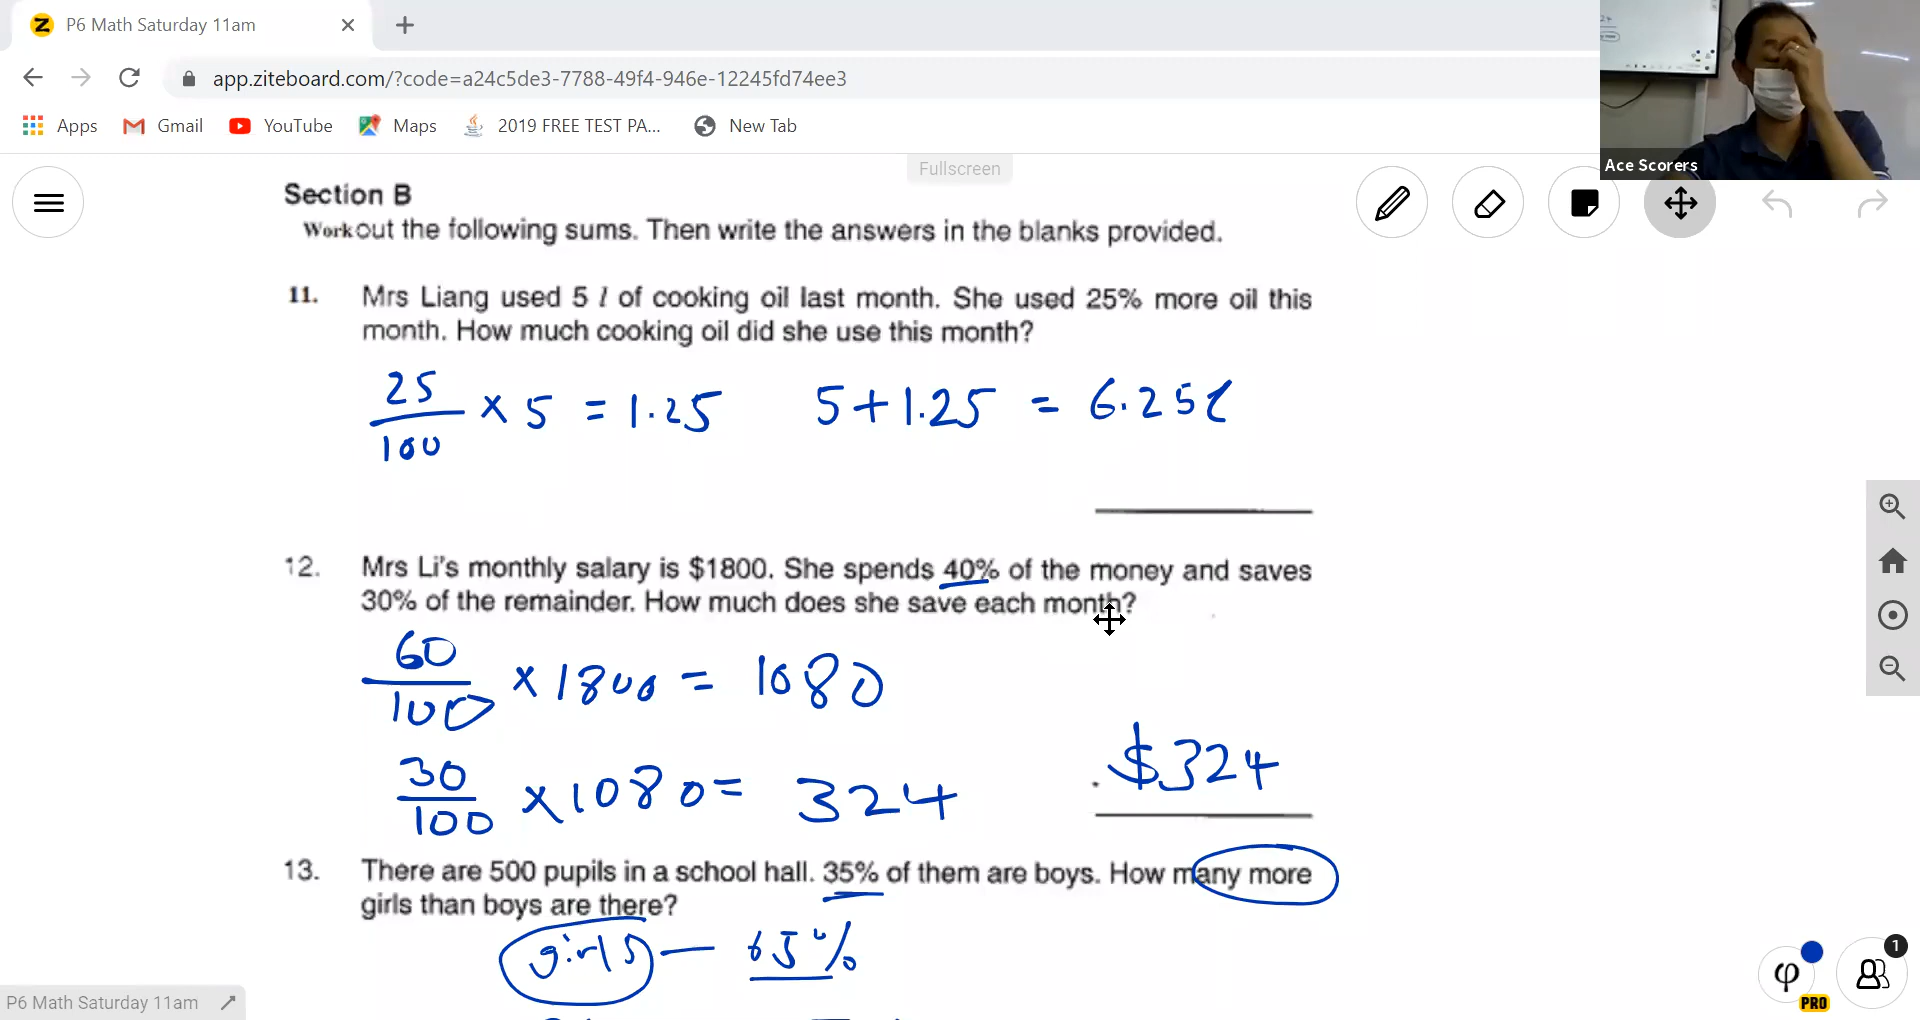 P6 Math Saturday 11am
app.ziteboard.com/?code=a24c5de3-7788-49f4-946e-12245fd74ee3
Apps Gmail YouTube Maps 2019 FREE TEST PA... New Tab
Ace Scorers
Fullscreen
Section B
Work out the following sums. Then write the answers in the blanks provided.
11. Mrs Liang used 5 l of cooking oil last month. She used 25% more oil this
month. How much cooking oil did she use this month?
25/100 × 5 = 1.25 5+1.25 = 6.25l
12. Mrs Li's monthly salary is $1800. She spends 40% of the money and saves
30% of the remainder. How much does she save each month?
60/100 × 1800 = 1080
30/100 ×1080= 324
$324
13. There are 500 pupils in a school hall. 35% of them are boys. How many more
girls than boys are there?
girls — 65%
P6 Math Saturday 11am
1
φ PRO